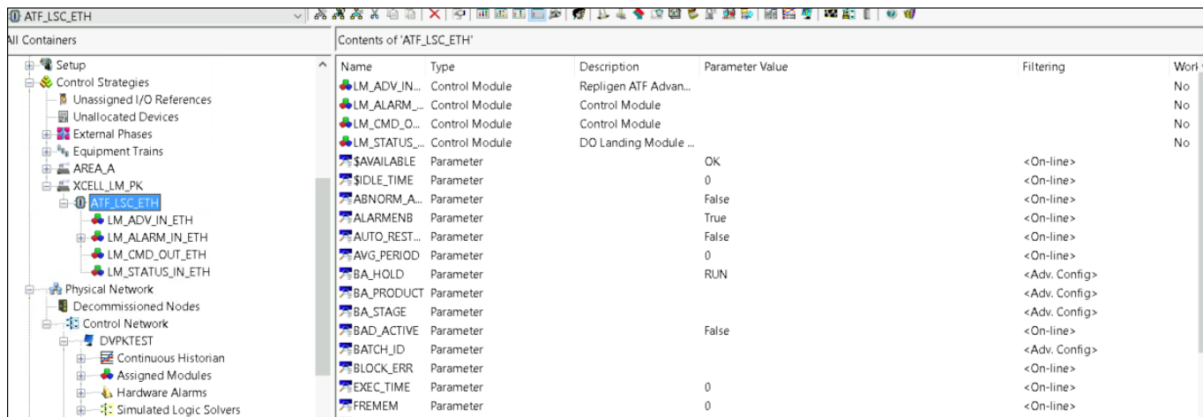 ATF_LSC_ETH
All Containers
Contents of 'ATF_LSC_ETH'
Setup
Control Strategies
Unassigned I/O References
Unallocated Devices
External Phases
Equipment Trains
AREA_A
XCELL_LM_PK
ATF_LSC_ETH
LM_ADV_IN_ETH
LM_ALARM_IN_ETH
LM_CMD_OUT_ETH
LM_STATUS_IN_ETH
Physical Network
Decommissioned Nodes
Control Network
DVPKTEST
Continuous Historian
Assigned Modules
Hardware Alarms
Simulated Logic Solvers
Name Type Description Parameter Value Filtering Work
LM_ADV_IN... Control Module Repligen ATF Advan... No
LM_ALARM_... Control Module Control Module No
LM_CMD_O... Control Module Control Module No
LM_STATUS_... Control Module DO Landing Module ... No
$AVAILABLE Parameter OK <On-line>
$IDLE_TIME Parameter 0 <On-line>
ABNORM_A... Parameter False <On-line>
ALARMENB Parameter True <On-line>
AUTO_REST... Parameter False <On-line>
AVG_PERIOD Parameter 0 <On-line>
BA_HOLD Parameter RUN <Adv. Config>
BA_PRODUCT Parameter <Adv. Config>
BA_STAGE Parameter <Adv. Config>
BAD_ACTIVE Parameter False <On-line>
BATCH_ID Parameter <Adv. Config>
BLOCK_ERR Parameter <On-line>
EXEC_TIME Parameter 0 <On-line>
FREMEM Parameter 0 <On-line>